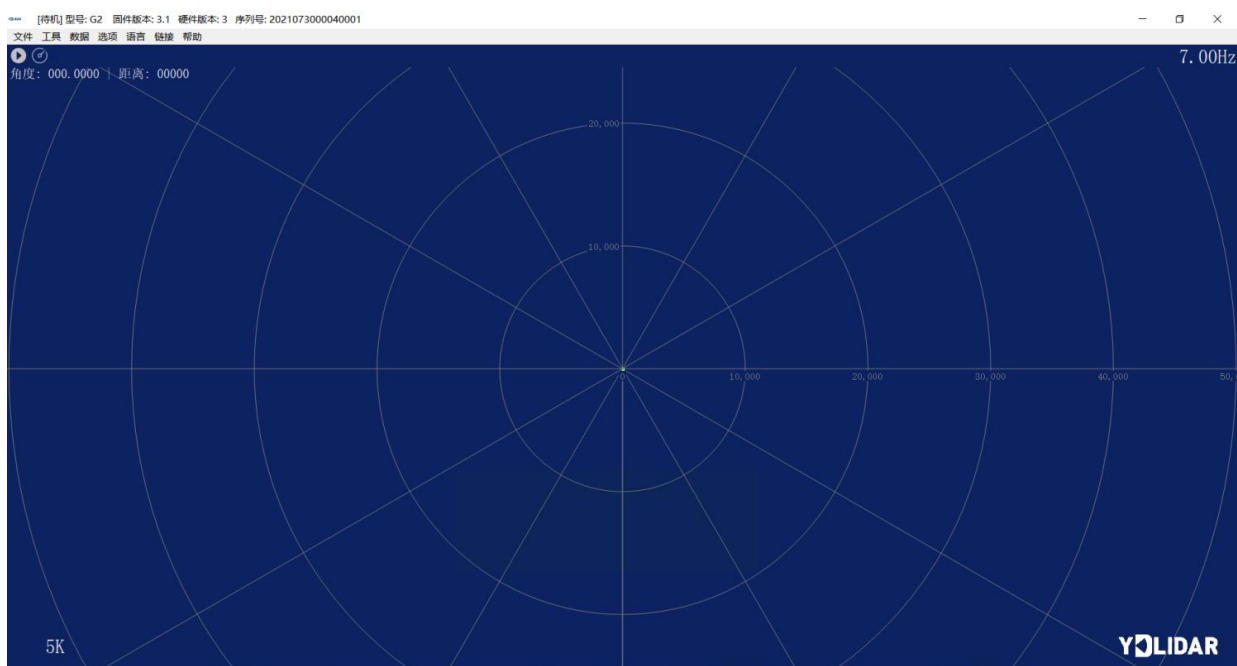 [待机] 型号: G2 固件版本: 3.1 硬件版本: 3 序列号: 2021073000040001
文件 工具 数据 选项 语言 链接 帮助
7.00Hz
角度: 000.0000 | 距离: 00000
20,000
10,000
0 10,000 20,000 30,000 40,000 50,
5K
YDLIDAR